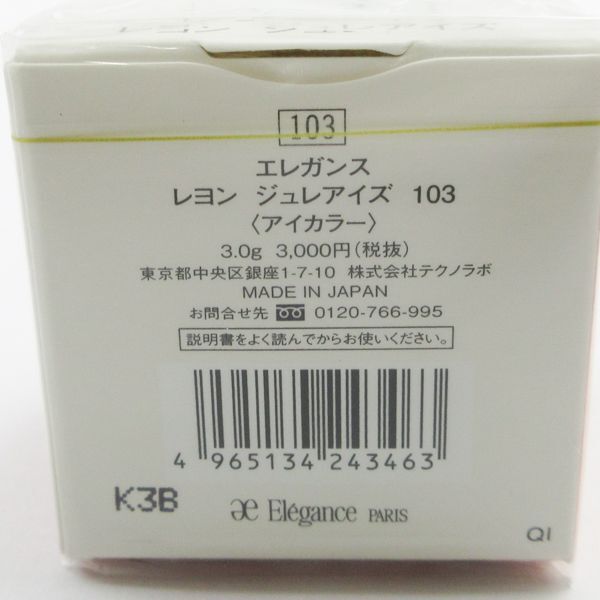 103
エレガンス
レヨン ジュレアイズ 103
〈アイカラー〉
3.0g 3,000円(税抜)
東京都中央区銀座1-7-10 株式会社テクノラボ
MADE IN JAPAN
お問合せ先 0120-766-995
説明書をよく読んでからお使いください。
4 965134 243463
K3B
æ Elégance PARIS
QI